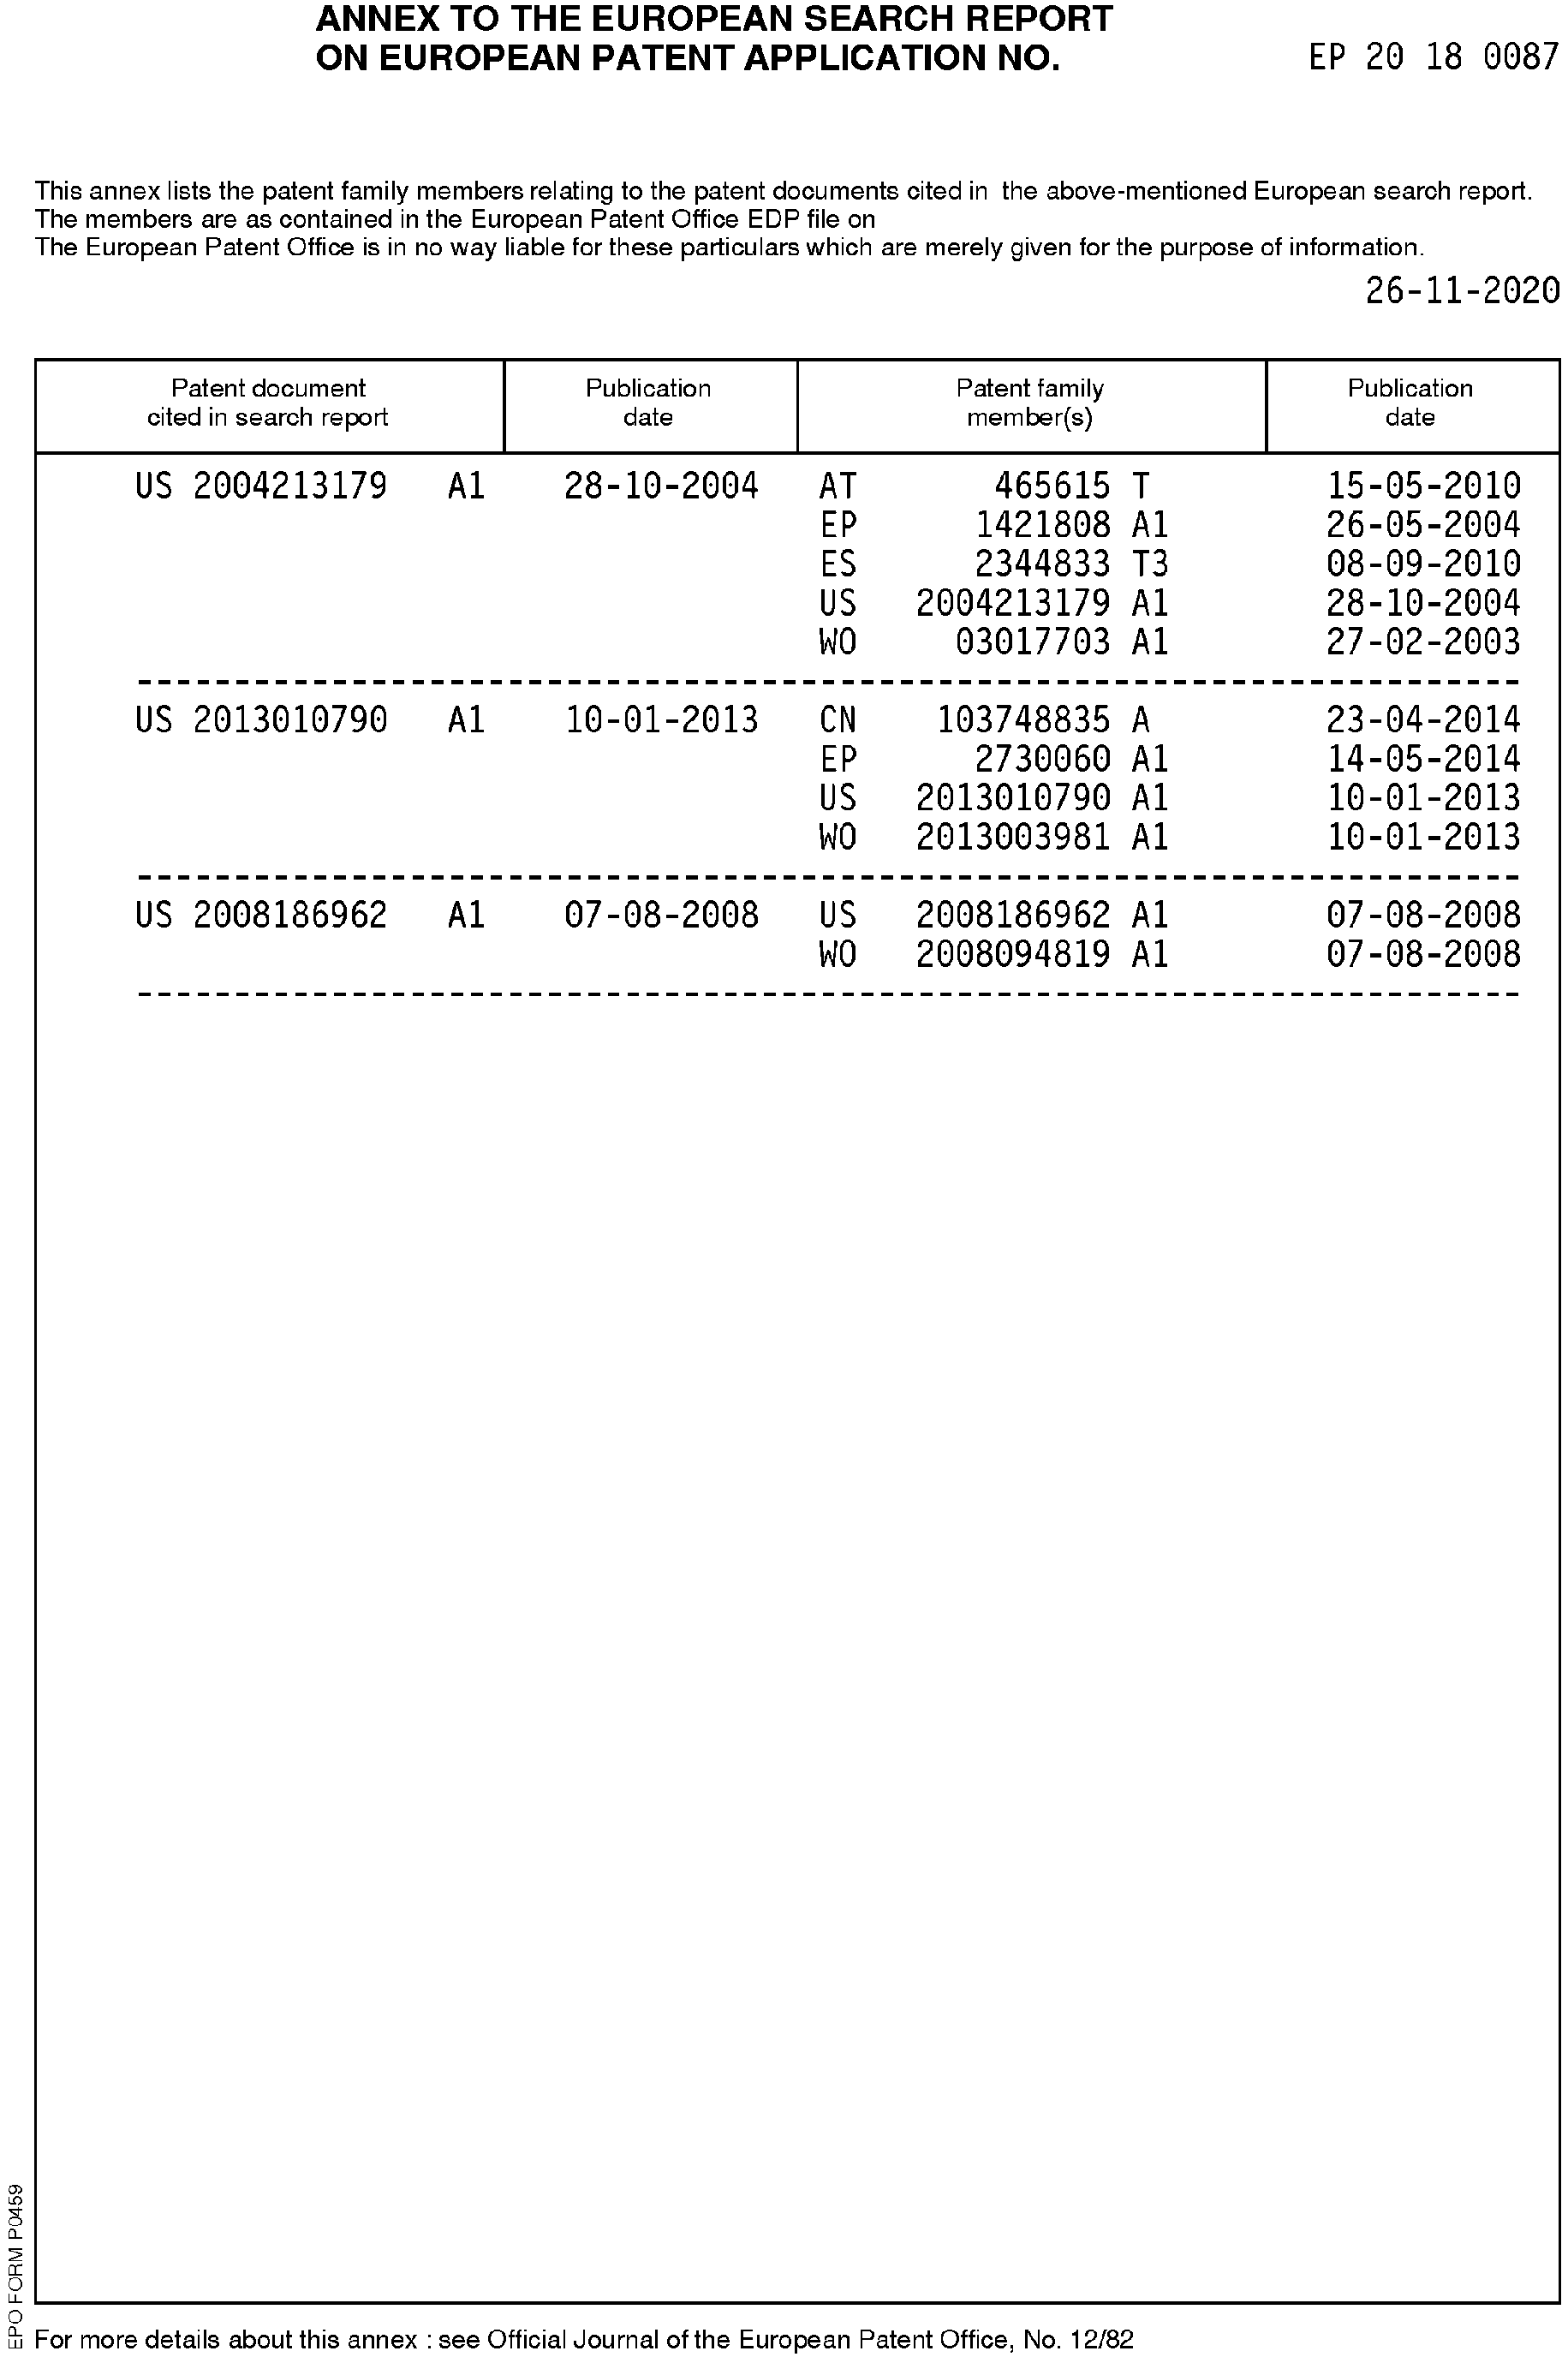 ANNEX TO THE EUROPEAN SEARCH REPORT
ON EUROPEAN PATENT APPLICATION NO. EP 20 18 0087
This annex lists the patent family members relating to the patent documents cited in the above-mentioned European search report.
The members are as contained in the European Patent Office EDP file on
The European Patent Office is in no way liable for these particulars which are merely given for the purpose of information.
26-11-2020
Patent document Publication Patent family Publication
cited in search report date member(s) date
US 2004213179 A1 28-10-2004 AT 465615 T 15-05-2010
EP 1421808 A1 26-05-2004
ES 2344833 T3 08-09-2010
US 2004213179 A1 28-10-2004
WO 03017703 A1 27-02-2003
US 2013010790 A1 10-01-2013 CN 103748835 A 23-04-2014
EP 2730060 A1 14-05-2014
US 2013010790 A1 10-01-2013
WO 2013003981 A1 10-01-2013
US 2008186962 A1 07-08-2008 US 2008186962 A1 07-08-2008
WO 2008094819 A1 07-08-2008
EPO FORM P0459
For more details about this annex : see Official Journal of the European Patent Office, No. 12/82